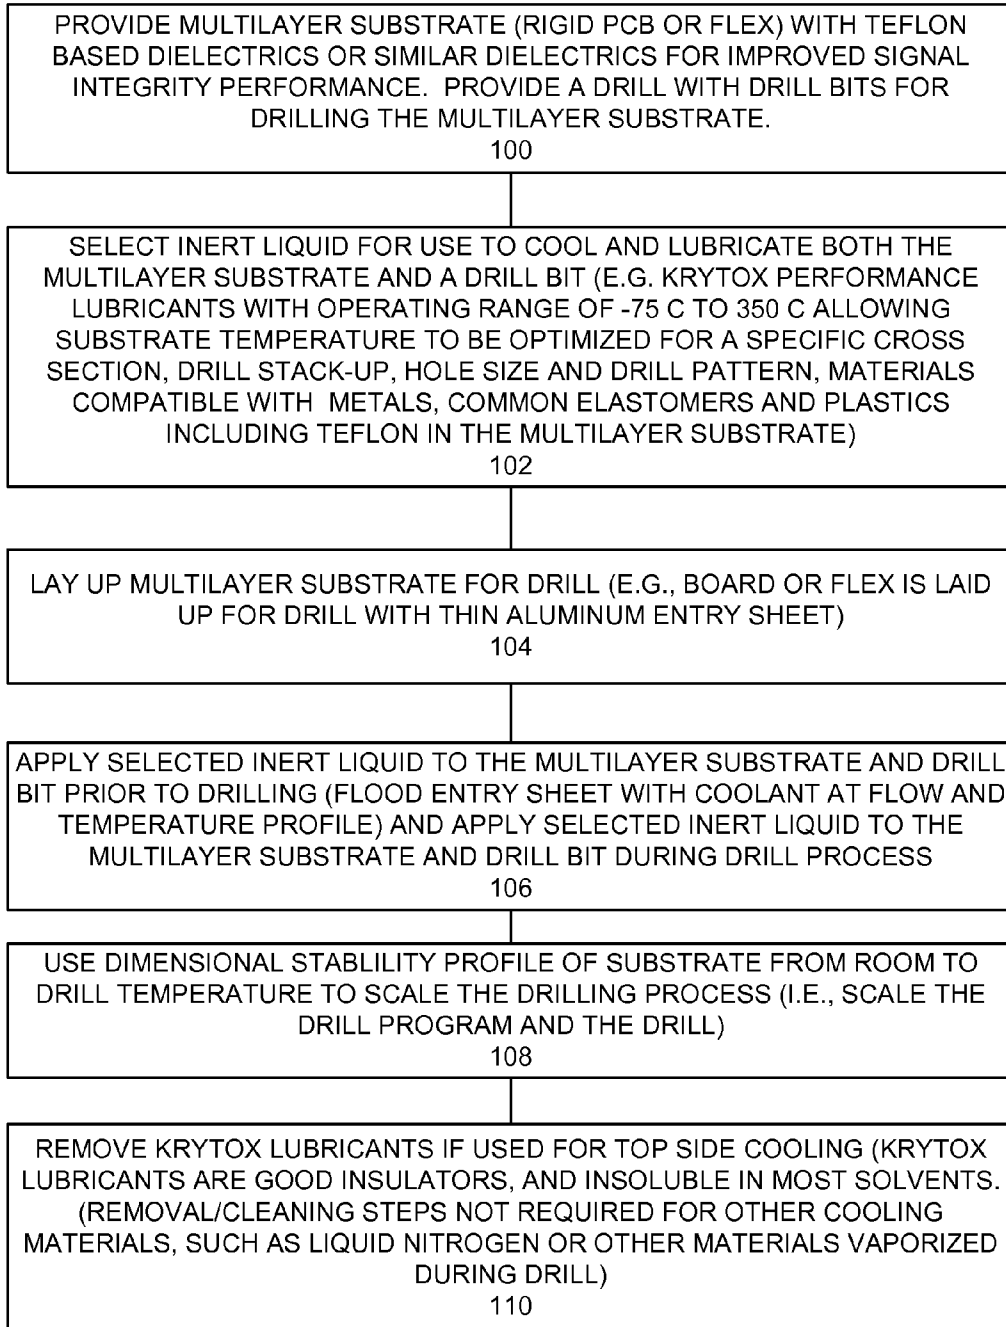 PROVIDE MULTILAYER SUBSTRATE (RIGID PCB OR FLEX) WITH TEFLON
BASED DIELECTRICS OR SIMILAR DIELECTRICS FOR IMPROVED SIGNAL
INTEGRITY PERFORMANCE. PROVIDE A DRILL WITH DRILL BITS FOR
DRILLING THE MULTILAYER SUBSTRATE.
100
SELECT INERT LIQUID FOR USE TO COOL AND LUBRICATE BOTH THE
MULTILAYER SUBSTRATE AND A DRILL BIT (E.G. KRYTOX PERFORMANCE
LUBRICANTS WITH OPERATING RANGE OF -75 C TO 350 C ALLOWING
SUBSTRATE TEMPERATURE TO BE OPTIMIZED FOR A SPECIFIC CROSS
SECTION, DRILL STACK-UP, HOLE SIZE AND DRILL PATTERN, MATERIALS
COMPATIBLE WITH METALS, COMMON ELASTOMERS AND PLASTICS
INCLUDING TEFLON IN THE MULTILAYER SUBSTRATE)
102
LAY UP MULTILAYER SUBSTRATE FOR DRILL (E.G., BOARD OR FLEX IS LAID
UP FOR DRILL WITH THIN ALUMINUM ENTRY SHEET)
104
APPLY SELECTED INERT LIQUID TO THE MULTILAYER SUBSTRATE AND DRILL
BIT PRIOR TO DRILLING (FLOOD ENTRY SHEET WITH COOLANT AT FLOW AND
TEMPERATURE PROFILE) AND APPLY SELECTED INERT LIQUID TO THE
MULTILAYER SUBSTRATE AND DRILL BIT DURING DRILL PROCESS
106
USE DIMENSIONAL STABLILITY PROFILE OF SUBSTRATE FROM ROOM TO
DRILL TEMPERATURE TO SCALE THE DRILLING PROCESS (I.E., SCALE THE
DRILL PROGRAM AND THE DRILL)
108
REMOVE KRYTOX LUBRICANTS IF USED FOR TOP SIDE COOLING (KRYTOX
LUBRICANTS ARE GOOD INSULATORS, AND INSOLUBLE IN MOST SOLVENTS.
(REMOVAL/CLEANING STEPS NOT REQUIRED FOR OTHER COOLING
MATERIALS, SUCH AS LIQUID NITROGEN OR OTHER MATERIALS VAPORIZED
DURING DRILL)
110